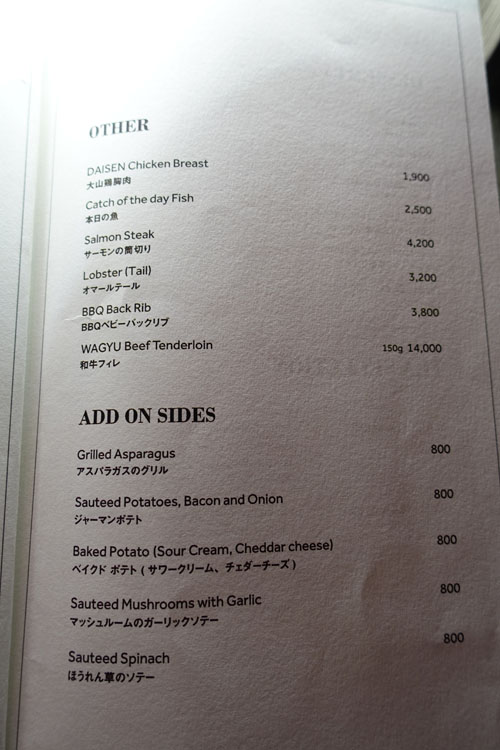 OTHER
DAISEN Chicken Breast 1,900
大山鶏胸肉
Catch of the day Fish 2,500
本日の魚
Salmon Steak 4,200
サーモンの筒切り
Lobster (Tail) 3,200
オマールテール
BBQ Back Rib 3,800
BBQベビーバックリブ
WAGYU Beef Tenderloin 150g 14,000
和牛フィレ
ADD ON SIDES
Grilled Asparagus 800
アスパラガスのグリル
Sauteed Potatoes, Bacon and Onion 800
ジャーマンポテト
Baked Potato (Sour Cream, Cheddar cheese) 800
ベイクド ポテト ( サワークリーム、チェダーチーズ )
Sauteed Mushrooms with Garlic 800
マッシュルームのガーリックソテー
Sauteed Spinach 800
ほうれん草のソテー